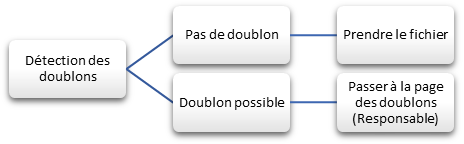 Détection des
doublons
Pas de doublon
Prendre le fichier
Doublon possible
Passer à la page
des doublons
(Responsable)